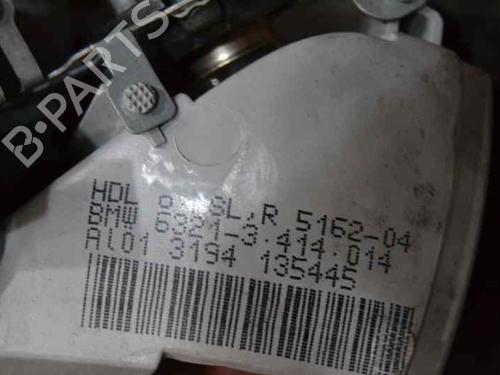 B-PARTS
HDL SL,R 5162-04
BMW 6321-3.414.014
AL01 3194 135445